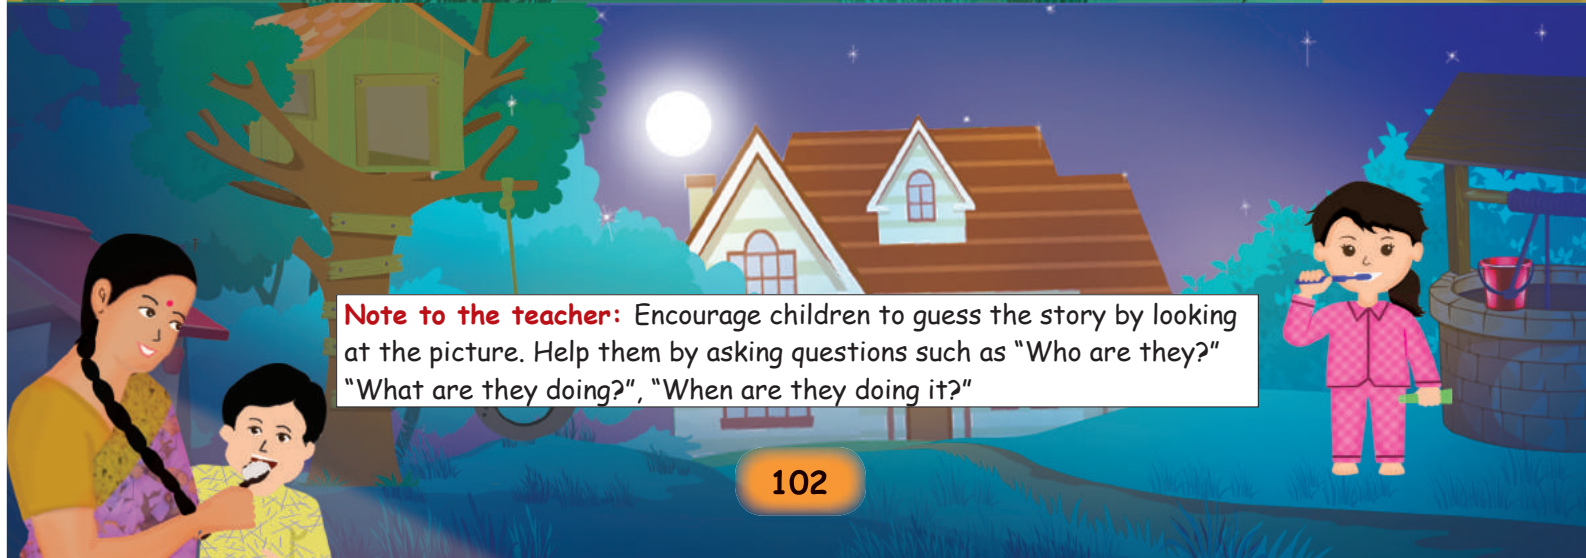 Note to the teacher: Encourage children to guess the story by looking
at the picture. Help them by asking questions such as “Who are they?”
“What are they doing?”, “When are they doing it?”
102